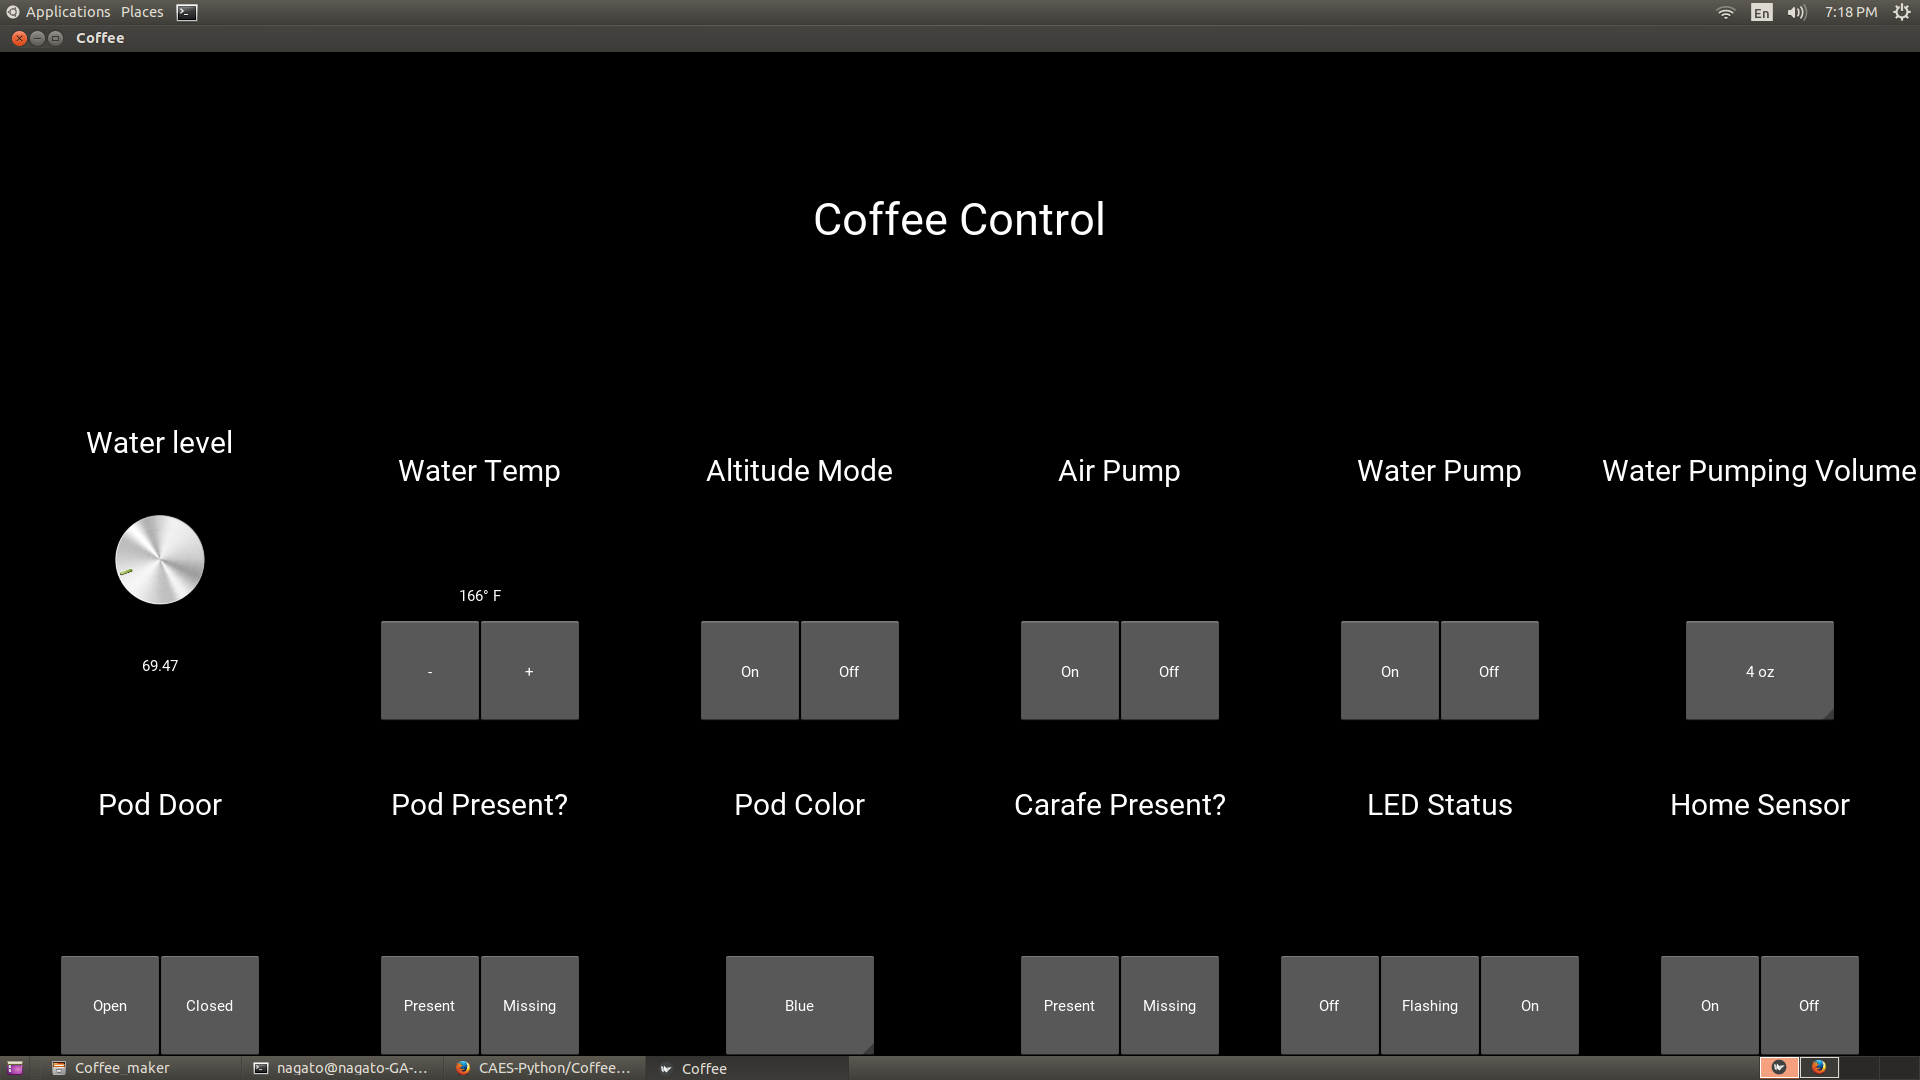 Applications Places En 7:18 PM
Coffee
Coffee Control
Water level
Water Temp Altitude Mode Air Pump Water Pump Water Pumping Volume
166° F
69.47
- + On Off On Off On Off 4 oz
Pod Door Pod Present? Pod Color Carafe Present? LED Status Home Sensor
Open Closed Present Missing Blue Present Missing Off Flashing On On Off
Coffee_maker nagato@nagato-GA-... CAES-Python/Coffee... Coffee